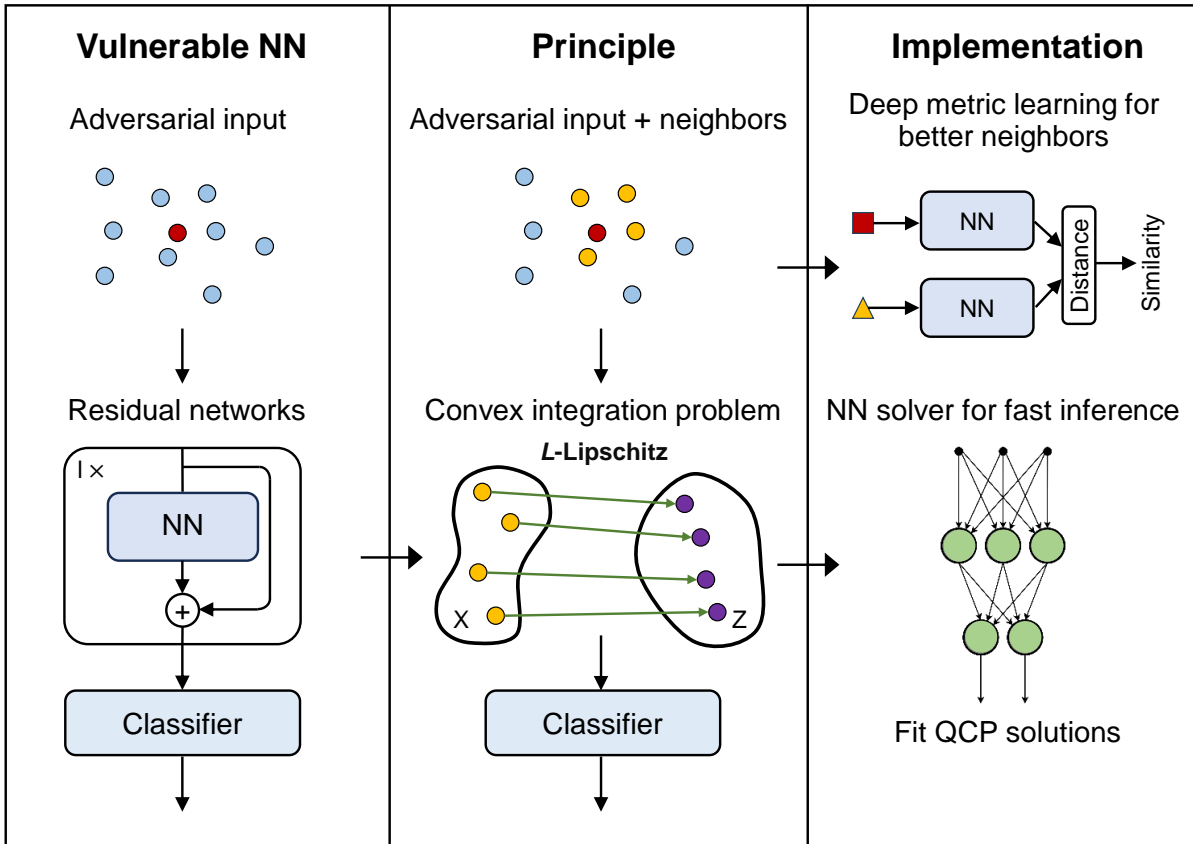 Vulnerable NN
Adversarial input
Residual networks
l ×
NN
+
Classifier
Principle
Adversarial input + neighbors
Convex integration problem
L-Lipschitz
X
Z
Classifier
Implementation
Deep metric learning for
better neighbors
NN
NN
Distance
Similarity
NN solver for fast inference
Fit QCP solutions